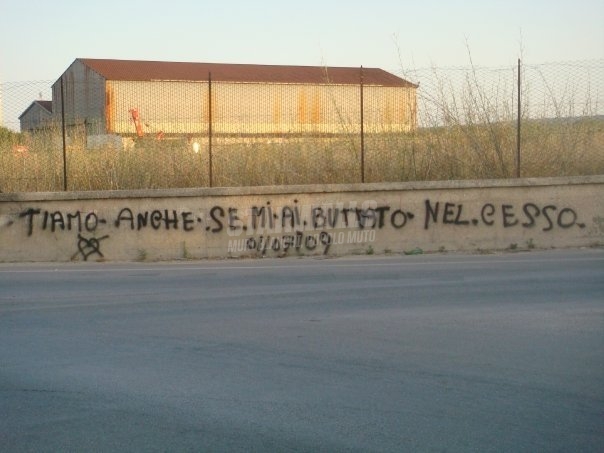 TIAMO · ANCHE · SE . MI · AI . BUTTATO · NEL . CESSO .
01/07/09